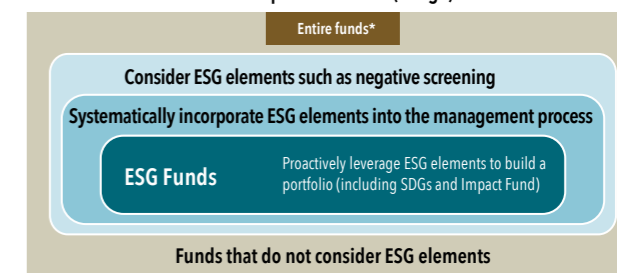 Entire funds*
Consider ESG elements such as negative screening
Systematically incorporate ESG elements into the management process
ESG Funds
Proactively leverage ESG elements to build a
portfolio (including SDGs and Impact Fund)
Funds that do not consider ESG elements